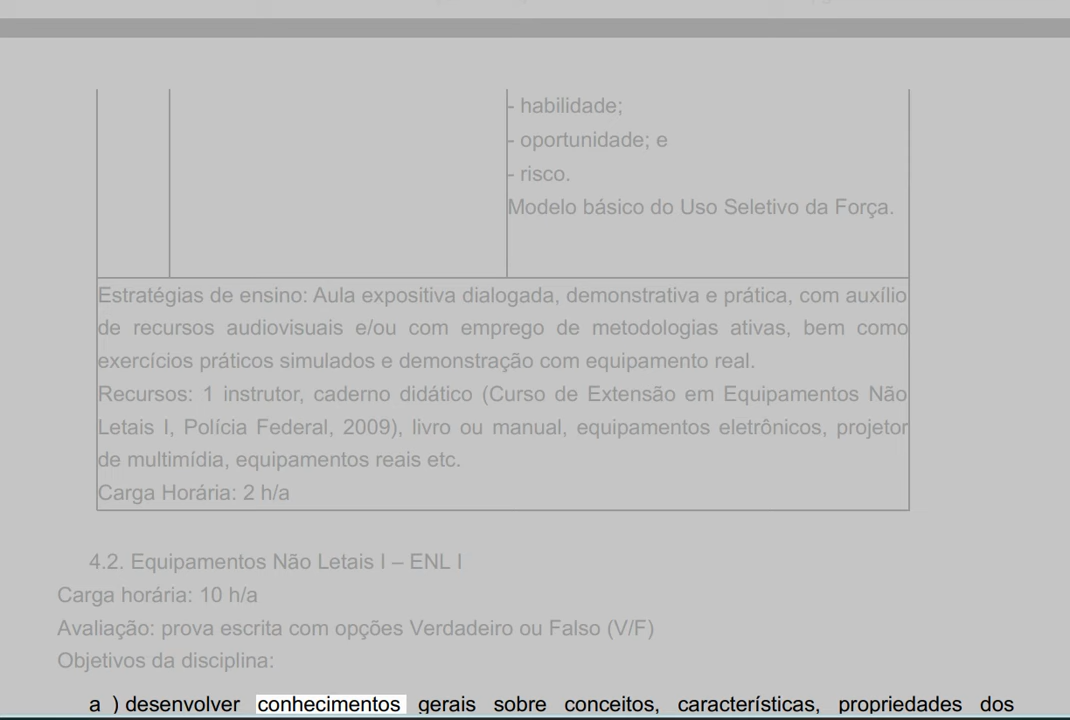 - habilidade;
- oportunidade; e
- risco.
Modelo básico do Uso Seletivo da Força.
Estratégias de ensino: Aula expositiva dialogada, demonstrativa e prática, com auxílio
de recursos audiovisuais e/ou com emprego de metodologias ativas, bem como
exercícios práticos simulados e demonstração com equipamento real.
Recursos: 1 instrutor, caderno didático (Curso de Extensão em Equipamentos Não
Letais I, Polícia Federal, 2009), livro ou manual, equipamentos eletrônicos, projetor
de multimídia, equipamentos reais etc.
Carga Horária: 2 h/a
4.2. Equipamentos Não Letais I – ENL I
Carga horária: 10 h/a
Avaliação: prova escrita com opções Verdadeiro ou Falso (V/F)
Objetivos da disciplina:
a ) desenvolver conhecimentos gerais sobre conceitos, características, propriedades dos